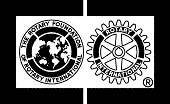 THE ROTARY FOUNDATION
OF ROTARY INTERNATIONAL
ROTARY
INTERNATIONAL
®